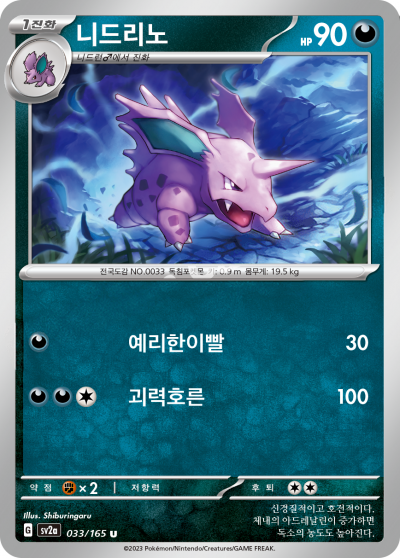 1진화
니드리노
HP 90
니드런♂에서 진화
전국도감 NO.0033 독침포켓몬 키: 0.9 m 몸무게: 19.5 kg
예리한이빨 30
괴력호른 100
약점 ×2 저항력 후퇴
Illus. Shiburingaru
G sv2a 033/165 U
신경질적이고 호전적이다.
체내의 아드레날린이 증가하면
독소의 농도도 높아진다.
©2023 Pokémon/Nintendo/Creatures/GAME FREAK.